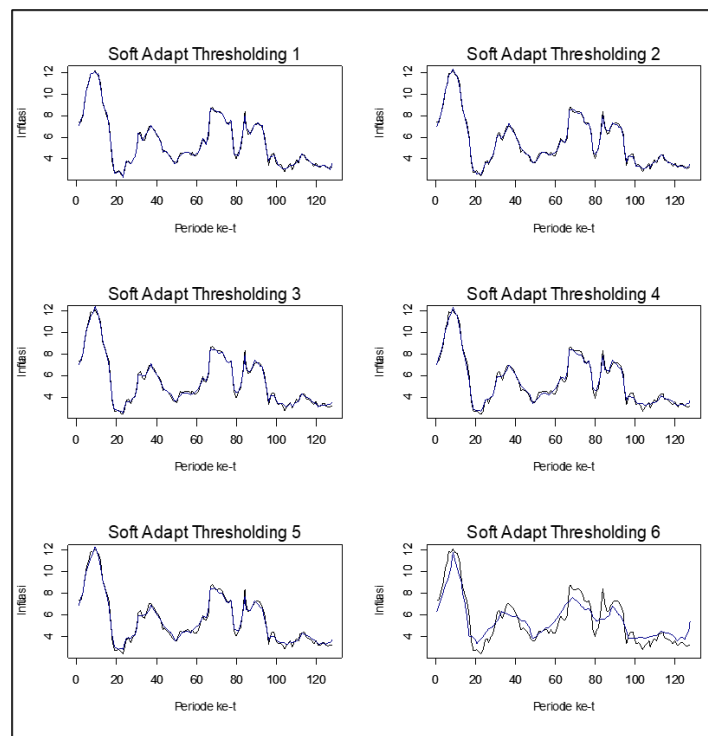 Soft Adapt Thresholding 1
Inflasi
12
10
8
6
4
0 20 40 60 80 100 120
Periode ke-t
Soft Adapt Thresholding 2
Inflasi
12
10
8
6
4
0 20 40 60 80 100 120
Periode ke-t
Soft Adapt Thresholding 3
Inflasi
12
10
8
6
4
0 20 40 60 80 100 120
Periode ke-t
Soft Adapt Thresholding 4
Inflasi
12
10
8
6
4
0 20 40 60 80 100 120
Periode ke-t
Soft Adapt Thresholding 5
Inflasi
12
10
8
6
4
0 20 40 60 80 100 120
Periode ke-t
Soft Adapt Thresholding 6
Inflasi
12
10
8
6
4
0 20 40 60 80 100 120
Periode ke-t